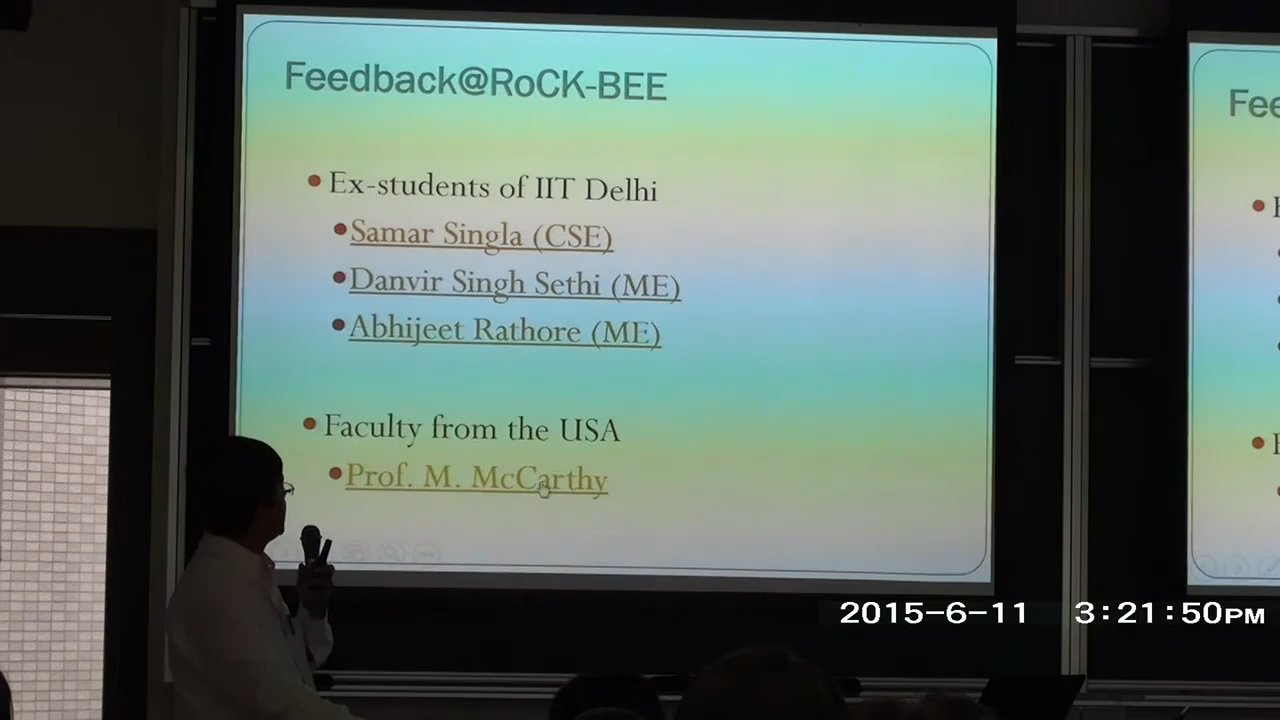 Feedback@RoCK-BEE
Ex-students of IIT Delhi
Samar Singla (CSE)
Danvir Singh Sethi (ME)
Abhijeet Rathore (ME)
Faculty from the USA
Prof. M. McCarthy
Fee
2015-6-11 3:21:50PM